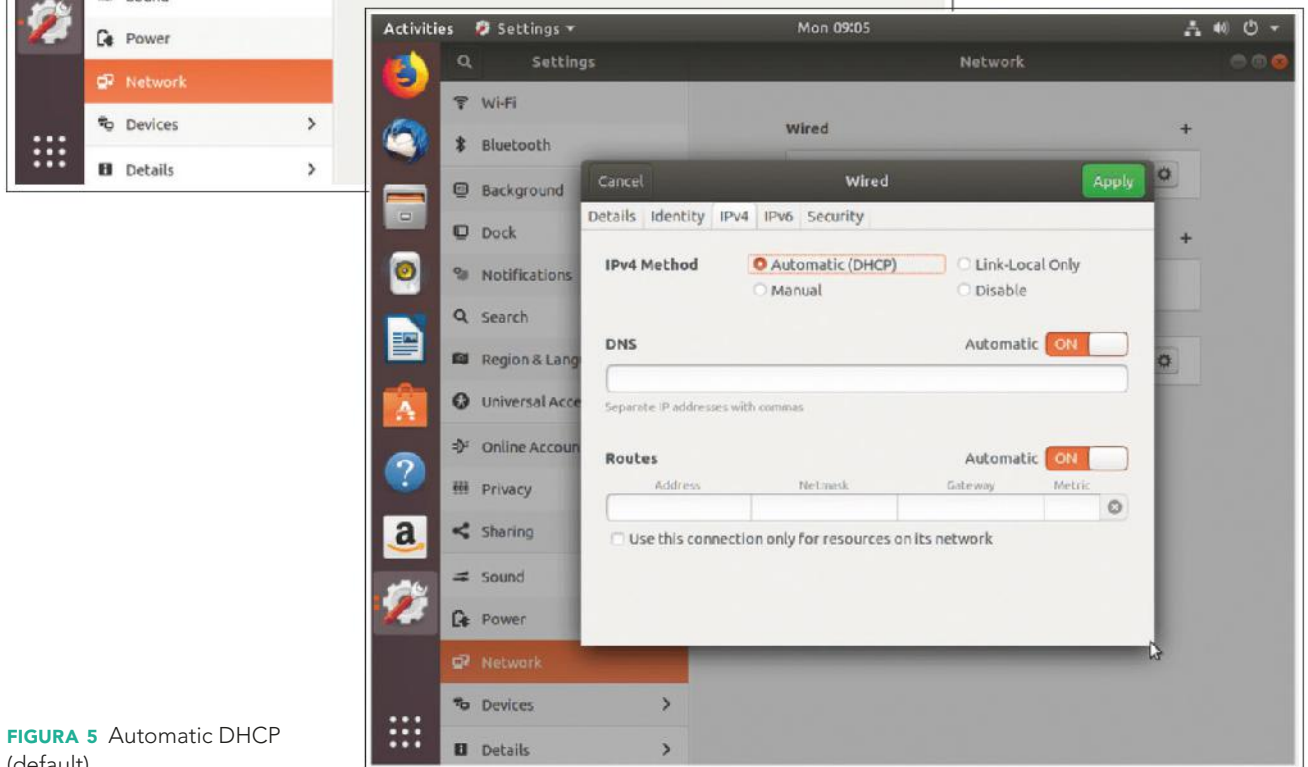 Power
Network
Devices
Details
Activities Settings Mon 09:05
Settings Network
Wi-Fi
Bluetooth
Background
Dock
Notifications
Search
Region & Lang
Universal Acce
Online Accoun
Privacy
Sharing
Sound
Power
Network
Devices
Details
Wired
Cancel Wired Apply
Details Identity IPv4 IPv6 Security
IPv4 Method Automatic (DHCP) Link-Local Only
Manual Disable
DNS Automatic ON
Separate IP addresses with commas
Routes Automatic ON
Address Netmask Gateway Metric
Use this connection only for resources on its network
FIGURA 5 Automatic DHCP
(default)